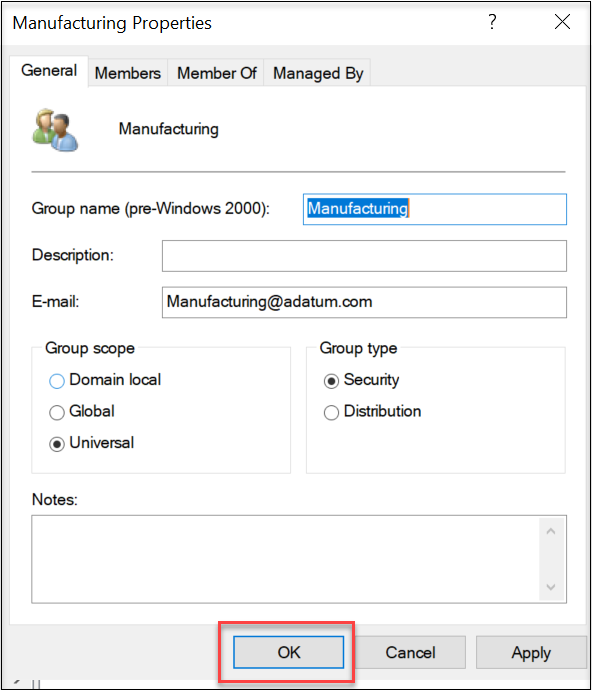 Manufacturing Properties ?
General Members Member Of Managed By
Manufacturing
Group name (pre-Windows 2000): Manufacturing
Description:
E-mail: Manufacturing@adatum.com
Group scope Group type
Domain local Security
Global Distribution
Universal
Notes:
OK Cancel Apply